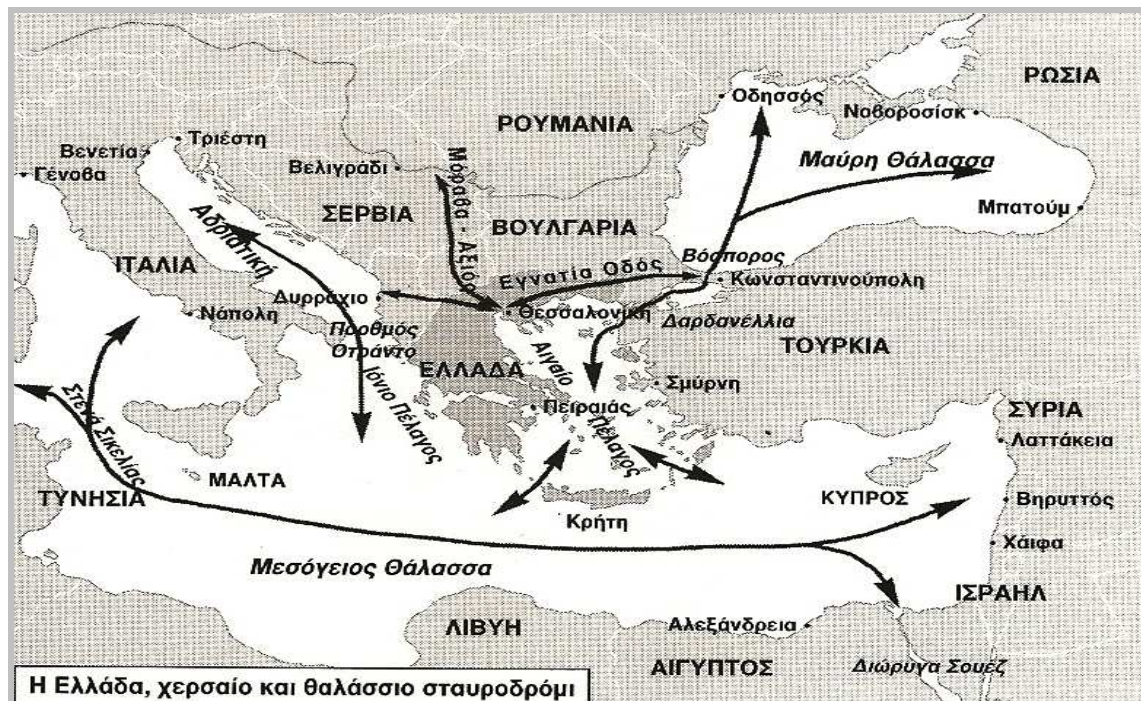 ΡΩΣΙΑ
Οδησσός
Νοβοροσίσκ
ΡΟΥΜΑΝΙΑ
Τριέστη
Βενετία
Γένοβα
Βελιγράδι
Μοράβα - Αξιός
Μαύρη Θάλασσα
Μπατούμ
ΣΕΡΒΙΑ
ΒΟΥΛΓΑΡΙΑ
Αδριατική
Βόσπορος
ΙΤΑΛΙΑ
Εγνατία Οδός
Κωνσταντινούπολη
Δυρράχιο
Νάπολη
Θεσσαλονίκη
Δαρδανέλλια
Πορθμός
Οτράντο
ΤΟΥΡΚΙΑ
ΕΛΛΑΔΑ
Αιγαίο
Πέλαγος
Σμύρνη
Ιόνιο Πέλαγος
Πειραιάς
Στενά Σικελίας
ΣΥΡΙΑ
Λαττάκεια
ΜΑΛΤΑ
ΤΥΝΗΣΙΑ
ΚΥΠΡΟΣ
Βηρυττός
Κρήτη
Χάιφα
Μεσόγειος Θάλασσα
ΙΣΡΑΗΛ
ΛΙΒΥΗ
Αλεξάνδρεια
ΑΙΓΥΠΤΟΣ
Διώρυγα Σουέζ
Η Ελλάδα, χερσαίο και θαλάσσιο σταυροδρόμι